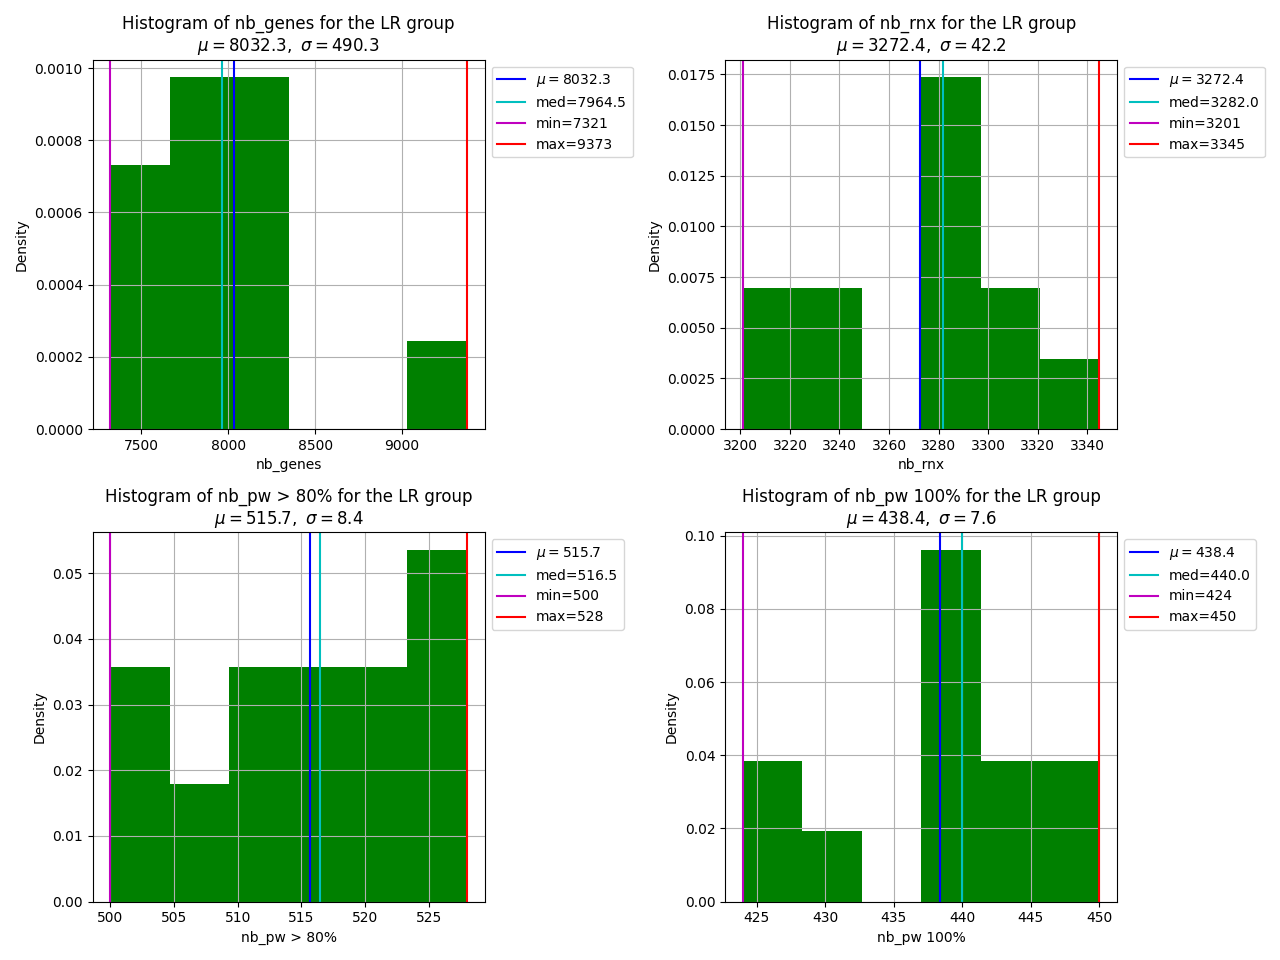 Histogram of nb_genes for the LR group
μ = 8032.3, σ = 490.3
0.0010
0.0008
0.0006
0.0004
0.0002
0.0000
Density
7500 8000 8500 9000
nb_genes
μ = 8032.3
med=7964.5
min=7321
max=9373
Histogram of nb_rnx for the LR group
μ = 3272.4, σ = 42.2
0.0175
0.0150
0.0125
0.0100
0.0075
0.0050
0.0025
0.0000
Density
3200 3220 3240 3260 3280 3300 3320 3340
nb_rnx
μ = 3272.4
med=3282.0
min=3201
max=3345
Histogram of nb_pw > 80% for the LR group
μ = 515.7, σ = 8.4
0.05
0.04
0.03
0.02
0.01
0.00
Density
500 505 510 515 520 525
nb_pw > 80%
μ = 515.7
med=516.5
min=500
max=528
Histogram of nb_pw 100% for the LR group
μ = 438.4, σ = 7.6
0.10
0.08
0.06
0.04
0.02
0.00
Density
425 430 435 440 445 450
nb_pw 100%
μ = 438.4
med=440.0
min=424
max=450